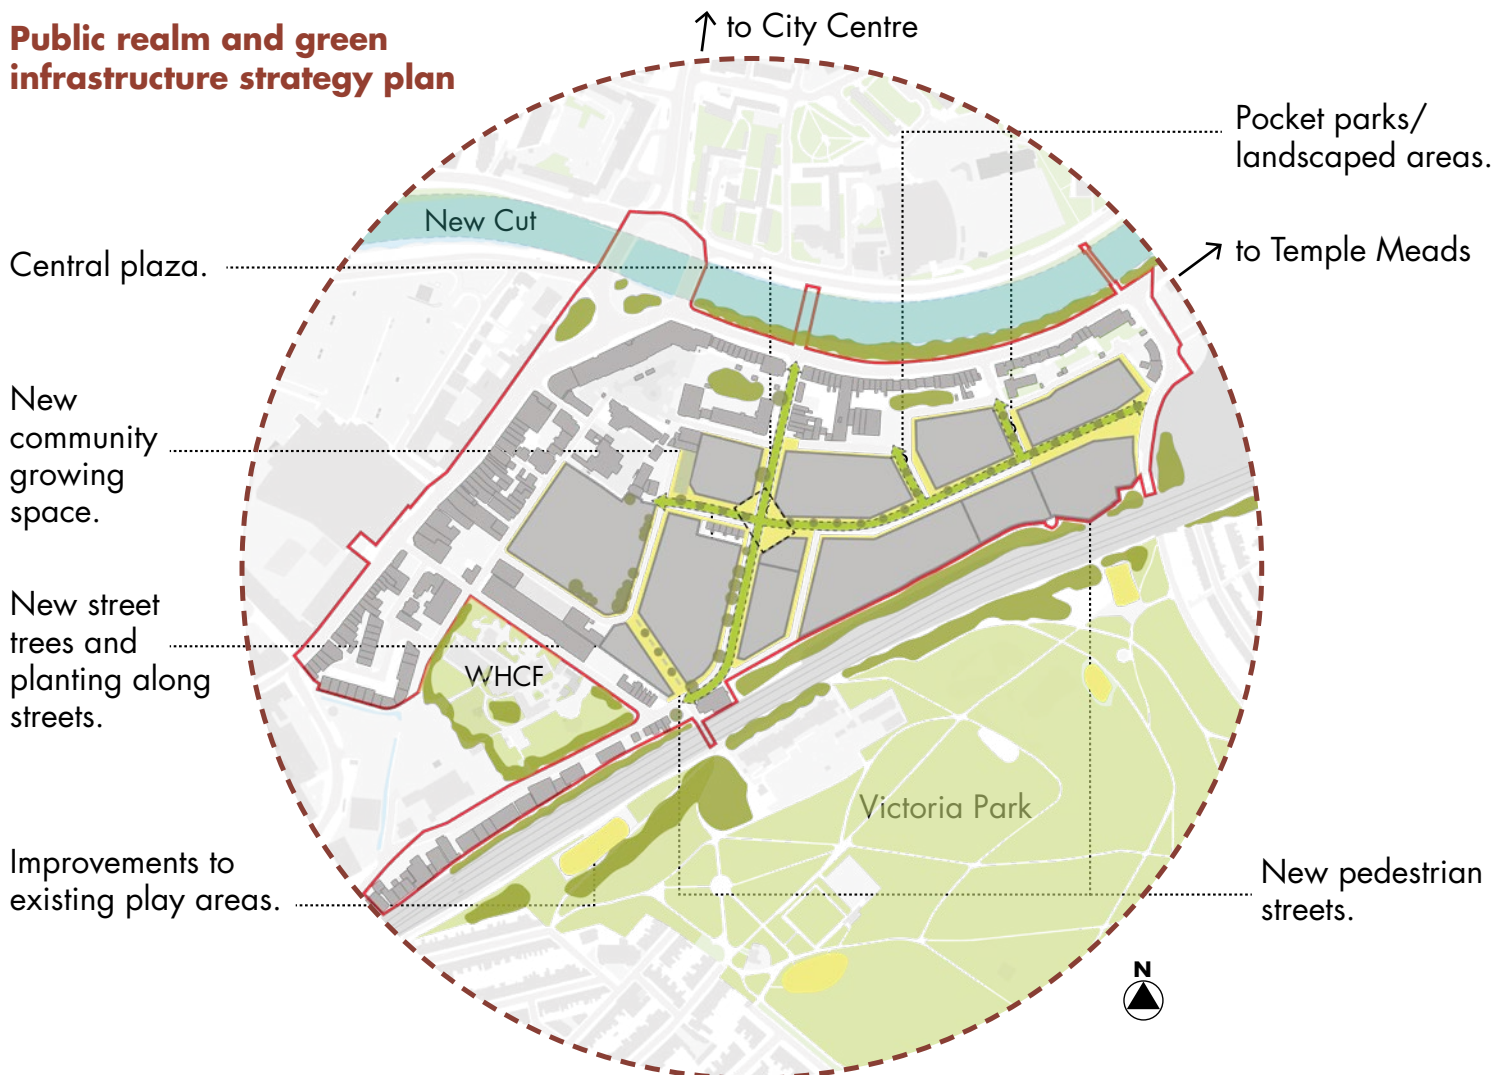 Public realm and green
infrastructure strategy plan
to City Centre
Pocket parks/
landscaped areas.
New Cut
Central plaza.
to Temple Meads
New
community
growing
space.
New street
trees and
planting along
streets.
WHCF
Victoria Park
Improvements to
existing play areas.
New pedestrian
streets.
N